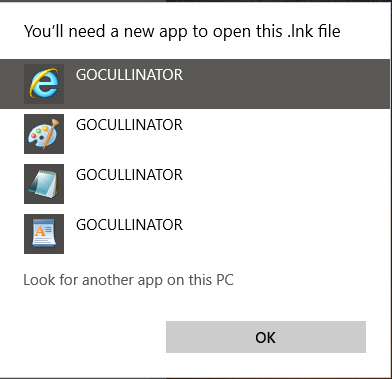 You'll need a new app to open this .lnk file
GOCULLINATOR
GOCULLINATOR
GOCULLINATOR
GOCULLINATOR
Look for another app on this PC
OK